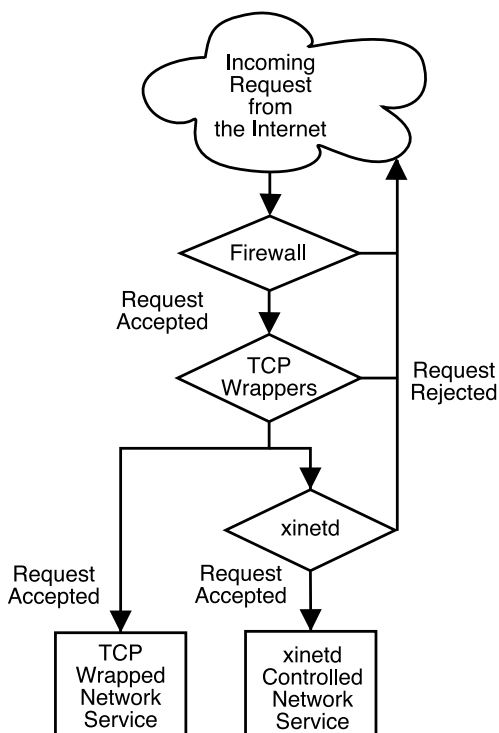 Incoming
Request
from
the Internet
Firewall
Request
Accepted
TCP
Wrappers
Request
Rejected
xinetd
Request
Accepted
Request
Accepted
TCP
Wrapped
Network
Service
xinetd
Controlled
Network
Service